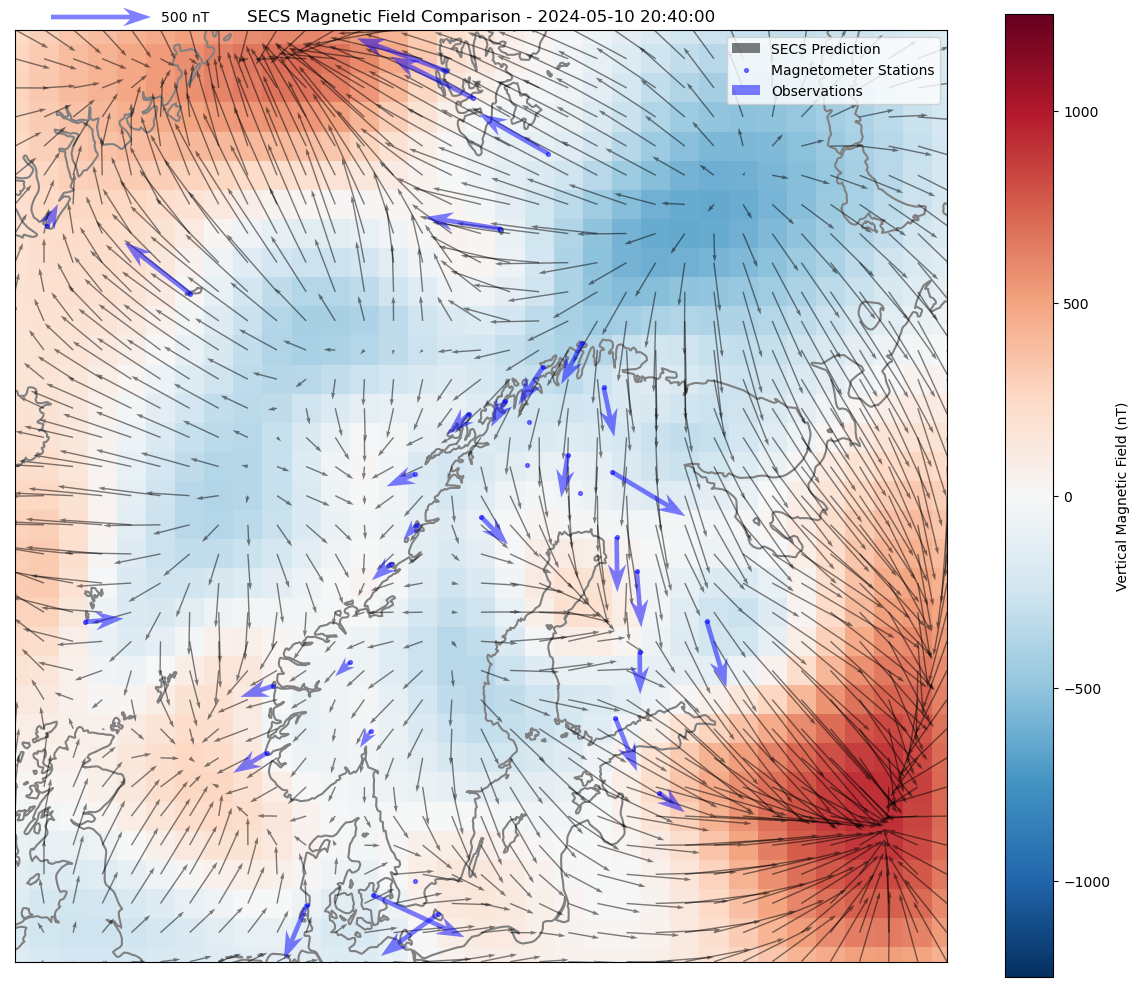 500 nT
SECS Magnetic Field Comparison - 2024-05-10 20:40:00
SECS Prediction
Magnetometer Stations
Observations
1000
500
0
−500
−1000
Vertical Magnetic Field (nT)